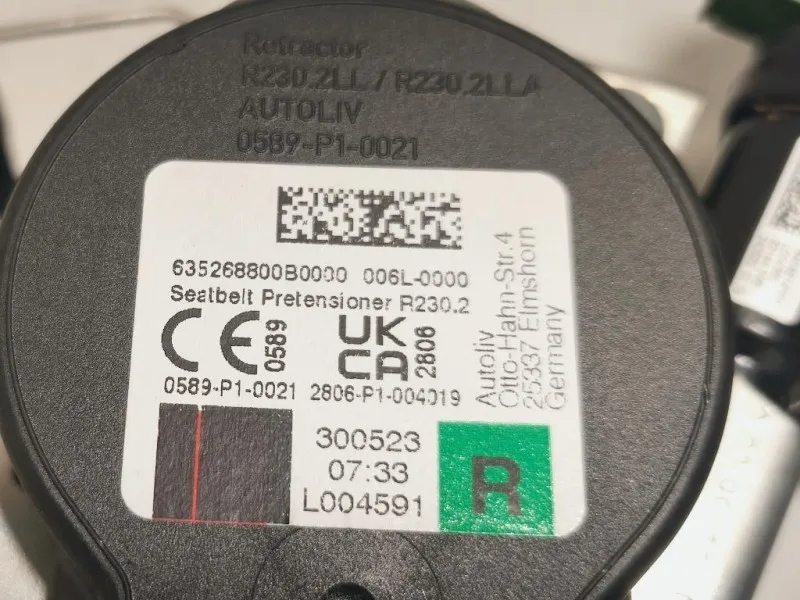 Retractor
R230.2LL / R230.2LLA
AUTOLIV
0589-P1-0021
635268800B0000 006L-0000
Seatbelt Pretensioner R230.2
CE 0589
UK
CA 2806
0589-P1-0021 2806-P1-004019
Autoliv
Otto-Hahn-Str.4
25337 Elmshorn
Germany
300523
07:33
L004591
R